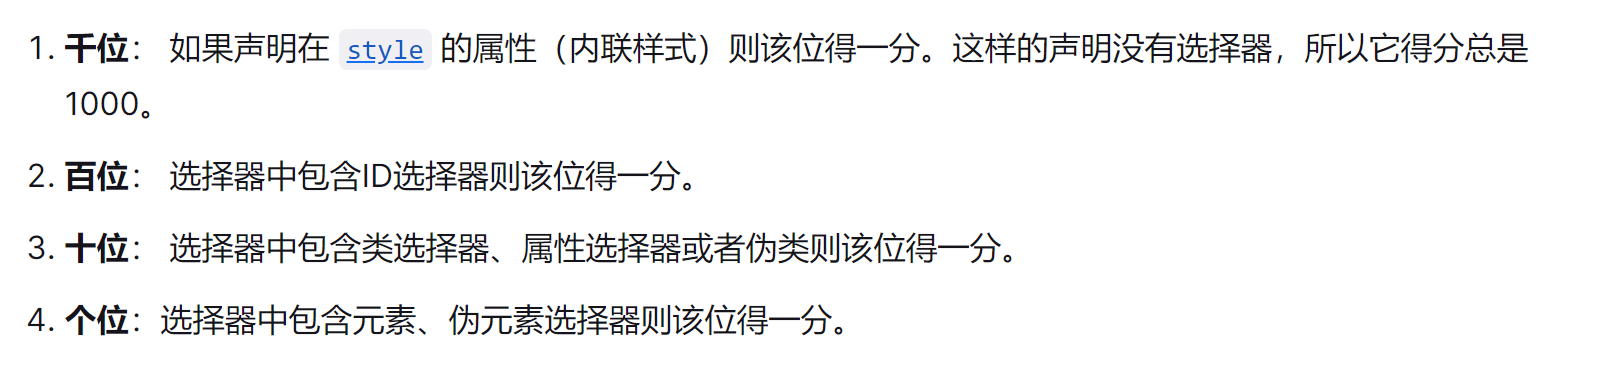 1. 千位： 如果声明在 style 的属性（内联样式）则该位得一分。这样的声明没有选择器，所以它得分总是
1000。
2. 百位： 选择器中包含ID选择器则该位得一分。
3. 十位： 选择器中包含类选择器、属性选择器或者伪类则该位得一分。
4. 个位：选择器中包含元素、伪元素选择器则该位得一分。